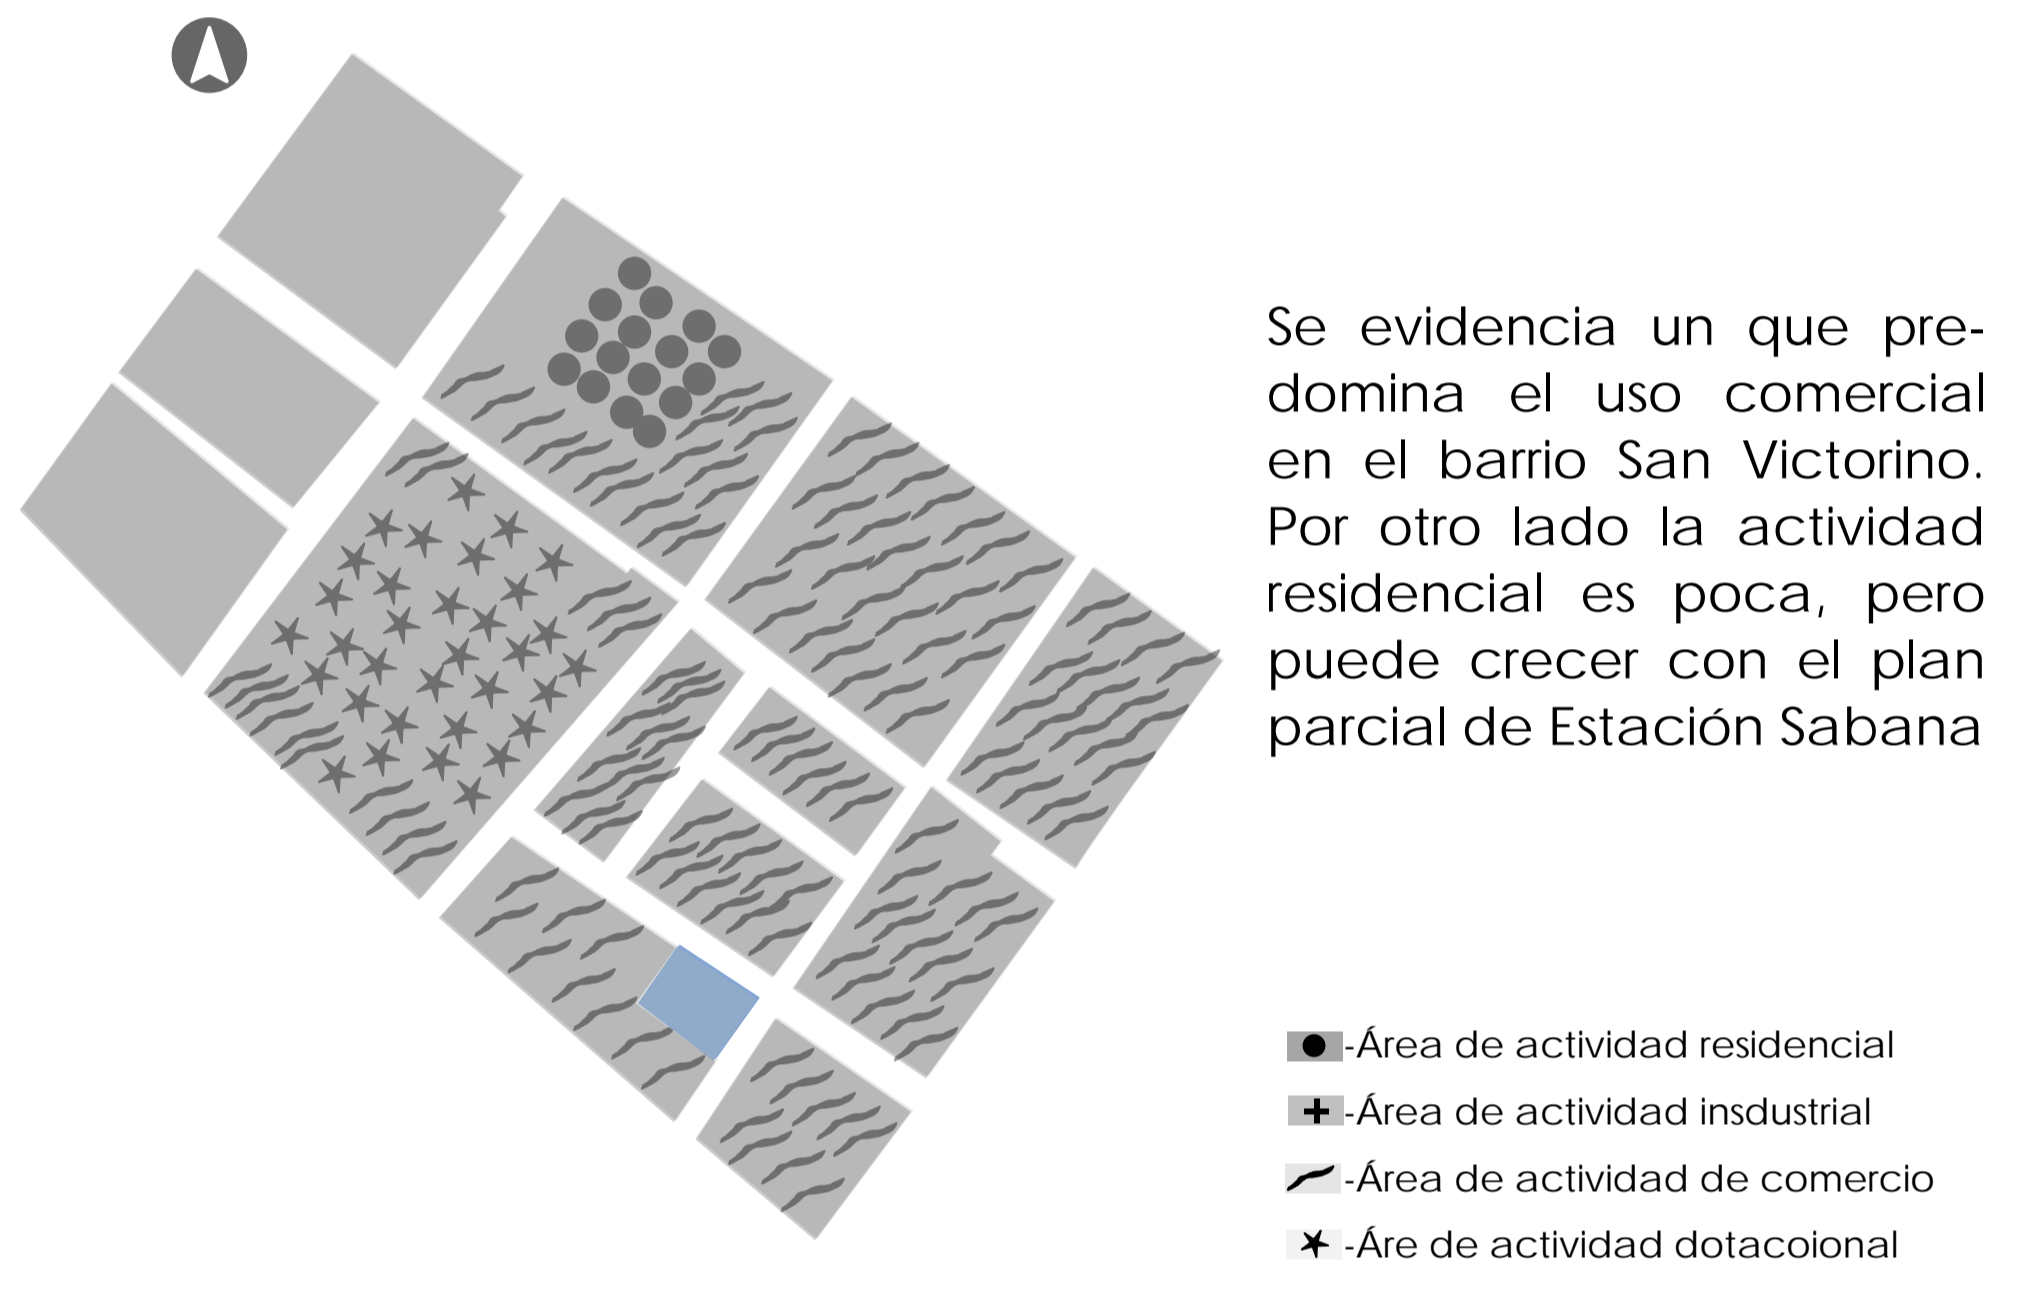 Se evidencia un que pre-
domina el uso comercial
en el barrio San Victorino.
Por otro lado la actividad
residencial es poca, pero
puede crecer con el plan
parcial de Estación Sabana
-Área de actividad residencial
-Área de actividad insdustrial
-Área de actividad de comercio
-Áre de actividad dotacoional